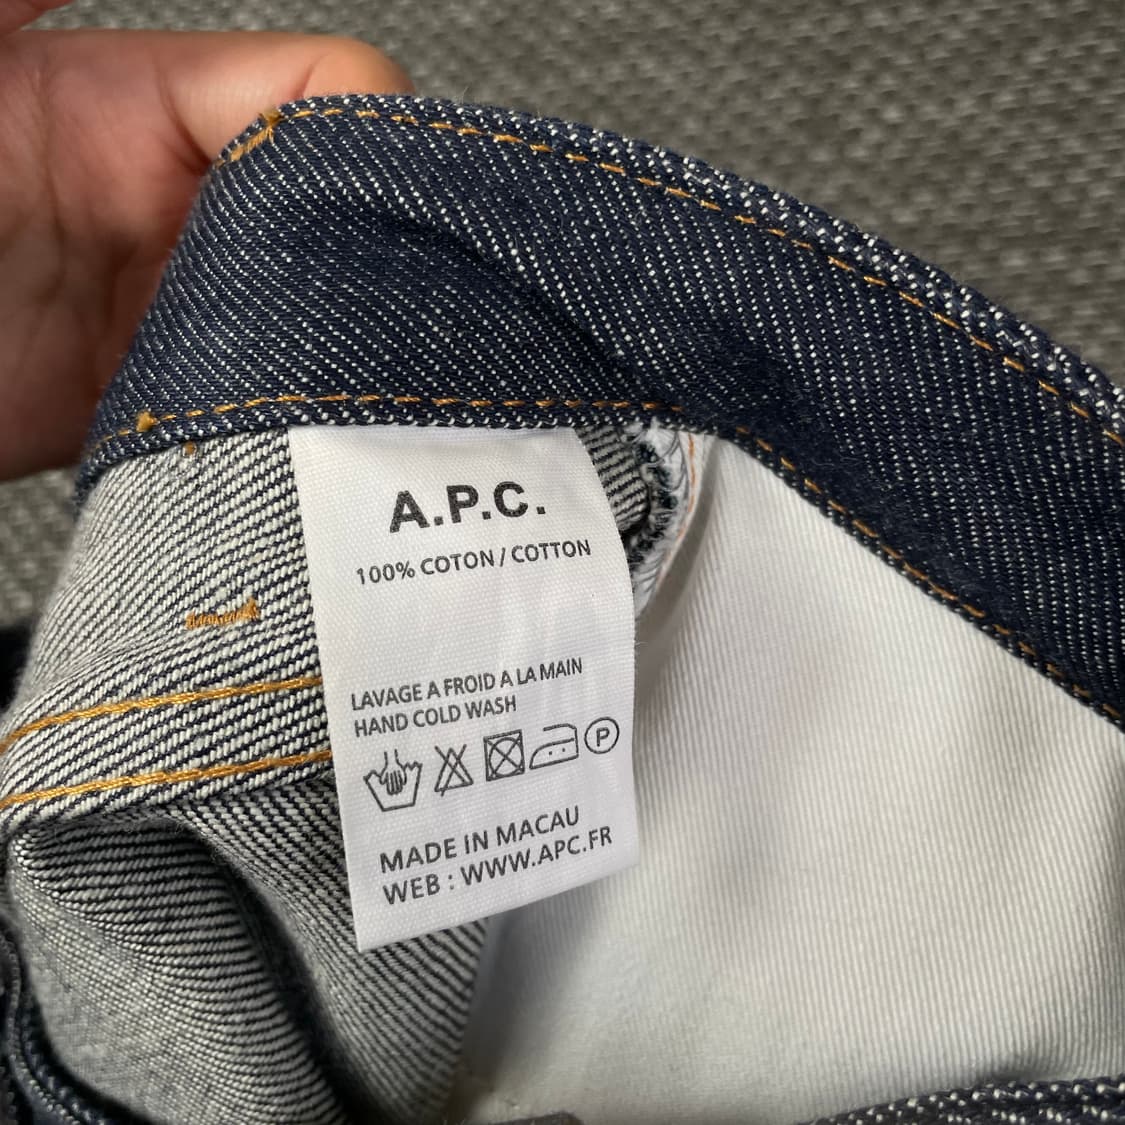 A.P.C.
100% COTON / COTTON
LAVAGE A FROID A LA MAIN
HAND COLD WASH
P
MADE IN MACAU
WEB : WWW.APC.FR